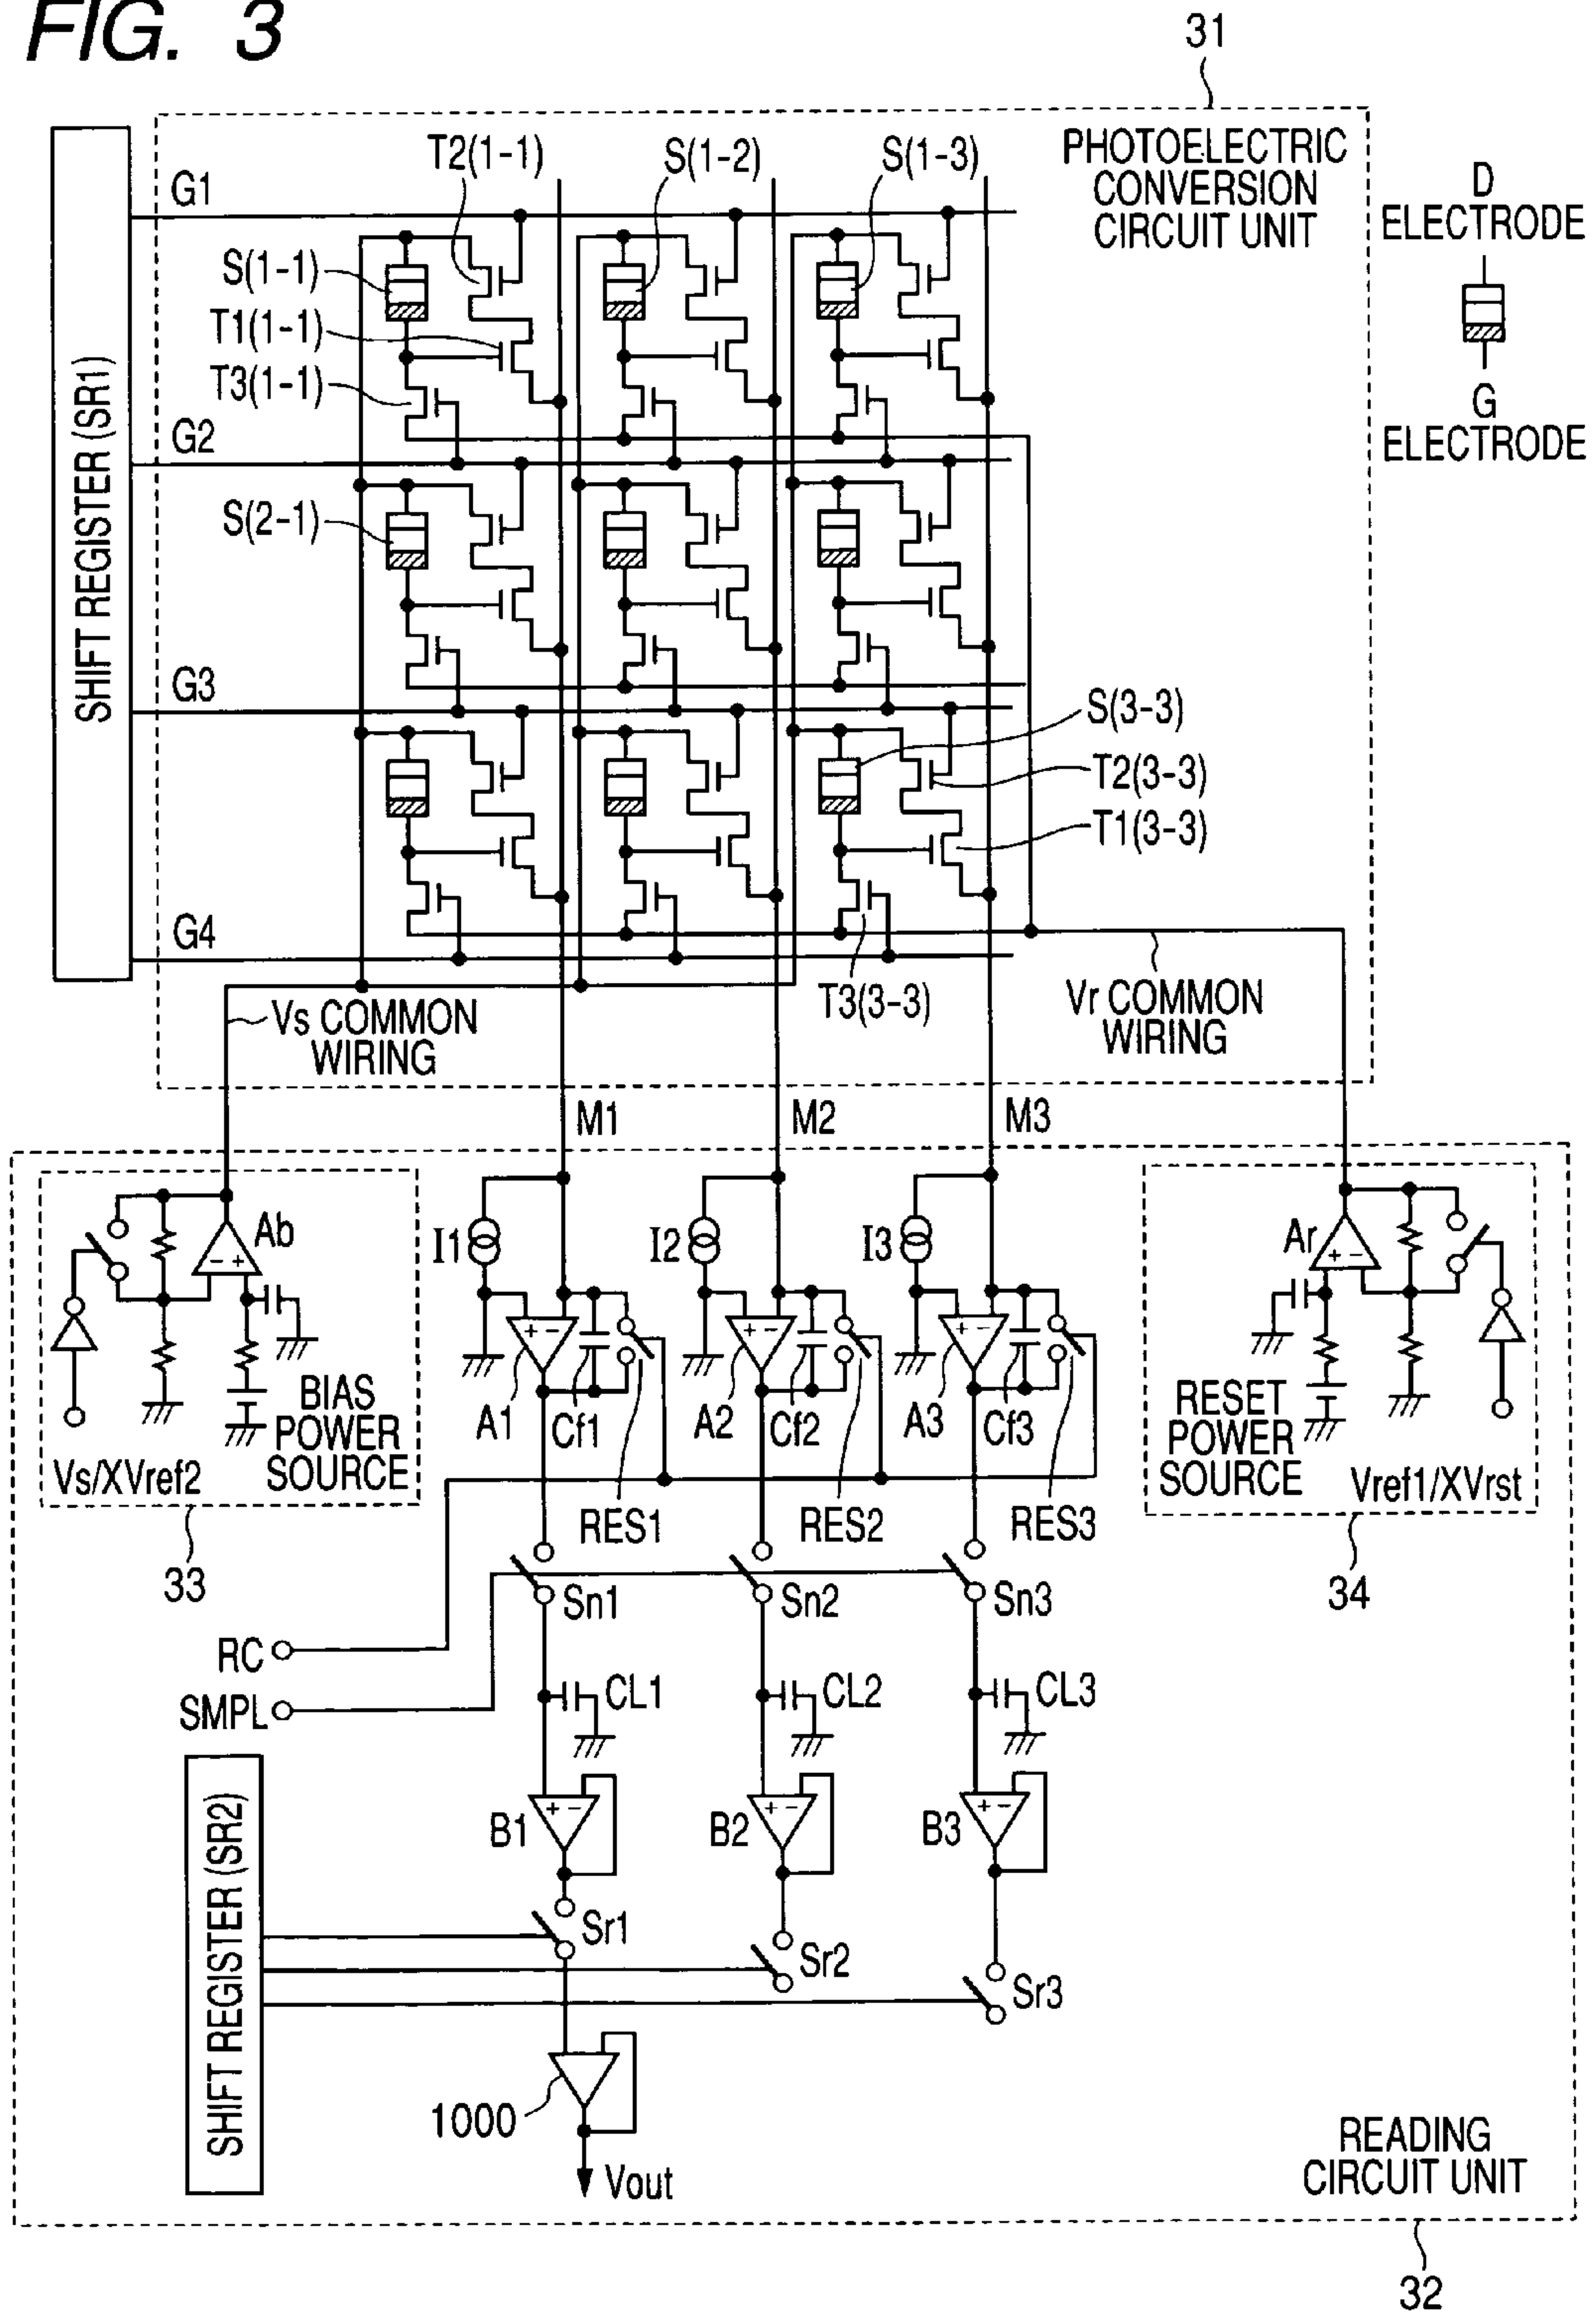 FIG. 3
31
PHOTOELECTRIC
CONVERSION
CIRCUIT UNIT
D
ELECTRODE
G
ELECTRODE
SHIFT REGISTER (SR1)
G1
T2(1-1)
S(1-2)
S(1-3)
S(1-1)
T1(1-1)
T3(1-1)
G2
S(2-1)
G3
S(3-3)
T2(3-3)
T1(3-3)
G4
T3(3-3)
Vs COMMON
WIRING
Vr COMMON
WIRING
M1
M2
M3
Ab
- +
I1
I2
I3
Ar
+ -
+ -
+ -
+ -
A1
Cf1
A2
Cf2
A3
Cf3
BIAS
POWER
SOURCE
Vs/XVref2
RESET
POWER
SOURCE
Vref1/XVrst
RES1
RES2
RES3
33
34
Sn1
Sn2
Sn3
RC
SMPL
CL1
CL2
CL3
SHIFT REGISTER (SR2)
B1
+ -
B2
+ -
B3
+ -
Sr1
Sr2
Sr3
1000
Vout
READING
CIRCUIT UNIT
32